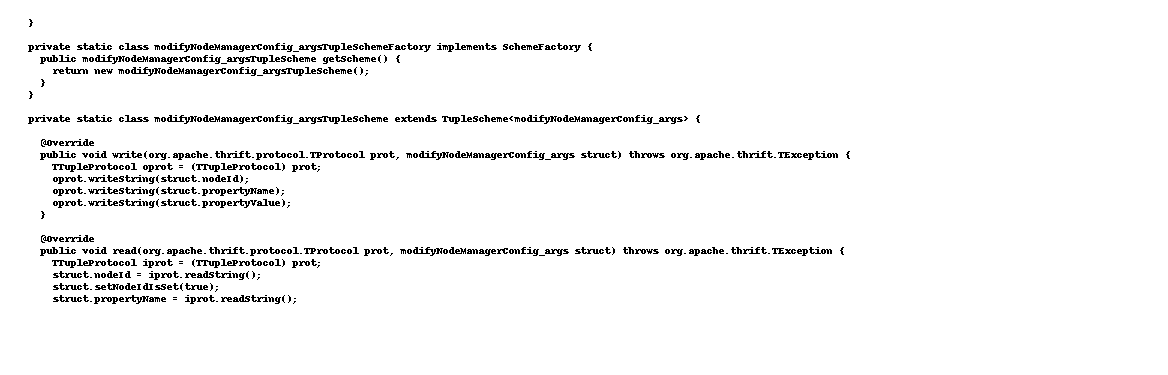 }
private static class modifyNodeManagerConfig_argsTupleSchemeFactory implements SchemeFactory {
public modifyNodeManagerConfig_argsTupleScheme getScheme() {
return new modifyNodeManagerConfig_argsTupleScheme();
}
}
private static class modifyNodeManagerConfig_argsTupleScheme extends TupleScheme<modifyNodeManagerConfig_args> {
@Override
public void write(org.apache.thrift.protocol.TProtocol prot, modifyNodeManagerConfig_args struct) throws org.apache.thrift.TException {
TTupleProtocol oprot = (TTupleProtocol) prot;
oprot.writeString(struct.nodeId);
oprot.writeString(struct.propertyName);
oprot.writeString(struct.propertyValue);
}
@Override
public void read(org.apache.thrift.protocol.TProtocol prot, modifyNodeManagerConfig_args struct) throws org.apache.thrift.TException {
TTupleProtocol iprot = (TTupleProtocol) prot;
struct.nodeId = iprot.readString();
struct.setNodeIdIsSet(true);
struct.propertyName = iprot.readString();